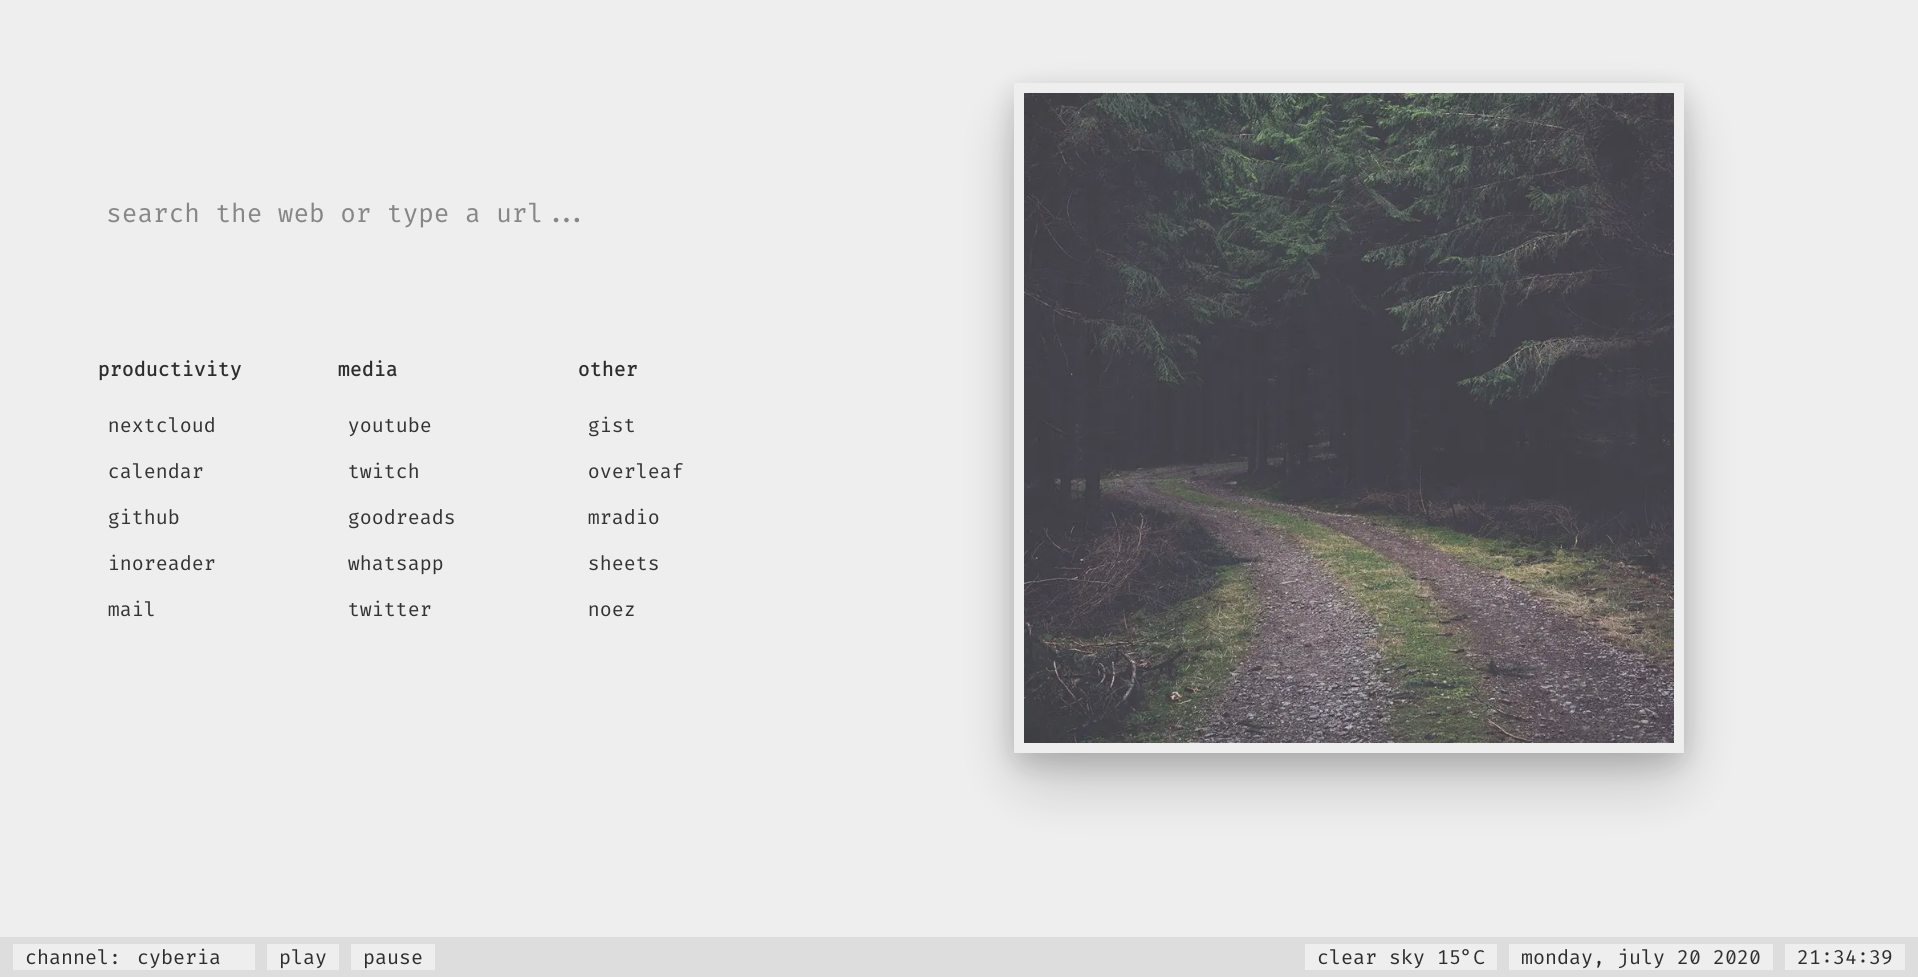 search the web or type a url...
productivity
nextcloud
calendar
github
inoreader
mail
media
youtube
twitch
goodreads
whatsapp
twitter
other
gist
overleaf
mradio
sheets
noez
channel: cyberia play pause clear sky 15°C monday, july 20 2020 21:34:39